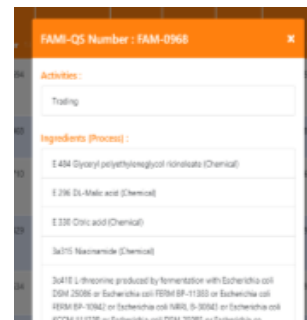 FAMI-QS Number : FAM-0968 x
Activities :
Trading
Ingredients (Process) :
E 484 Glyceryl polyethyleneglycol ricinoleate (Chemical)
E 296 DL-Malic acid (Chemical)
E 330 Citric acid (Chemical)
3a315 Niacinamide (Chemical)
3c410 L-threonine produced by fermentation with Escherichia coli
DSM 25086 or Escherichia coli FERM BP-11383 or Escherichia coli
FERM BP-10942 or Escherichia coli NRRL B-30843 or Escherichia coli